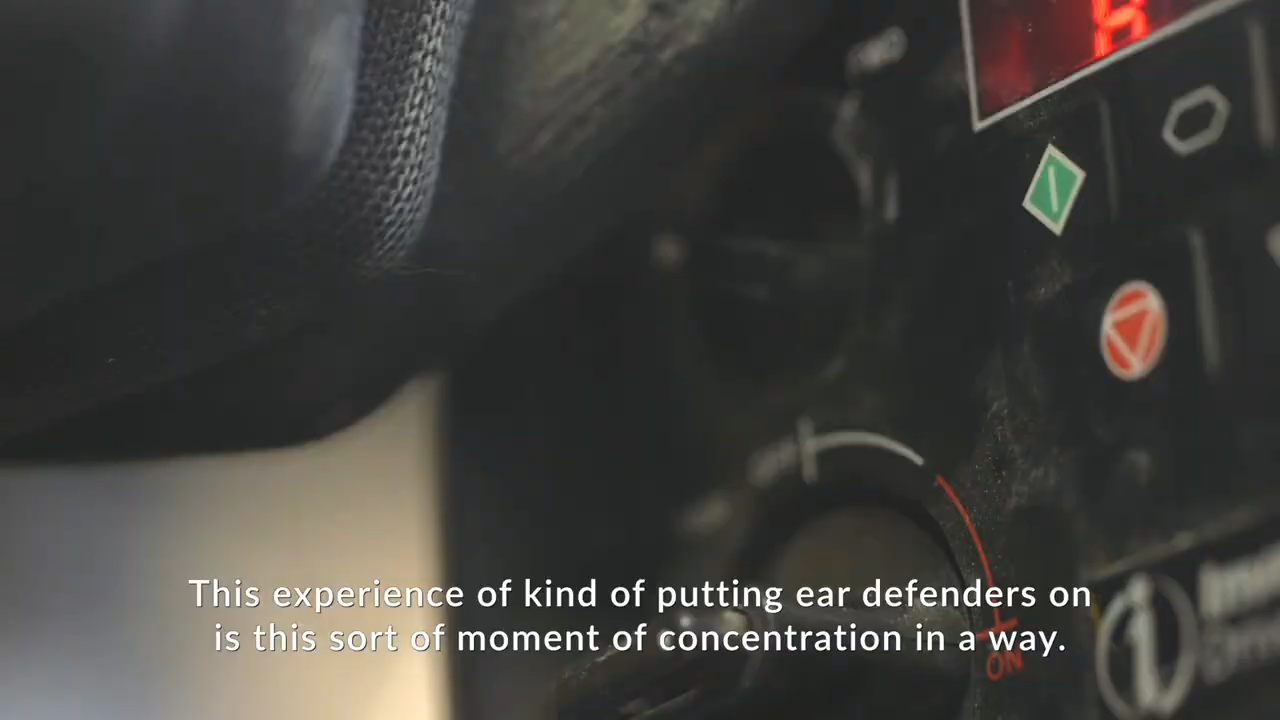 This experience of kind of putting ear defenders on
is this sort of moment of concentration in a way.
ON